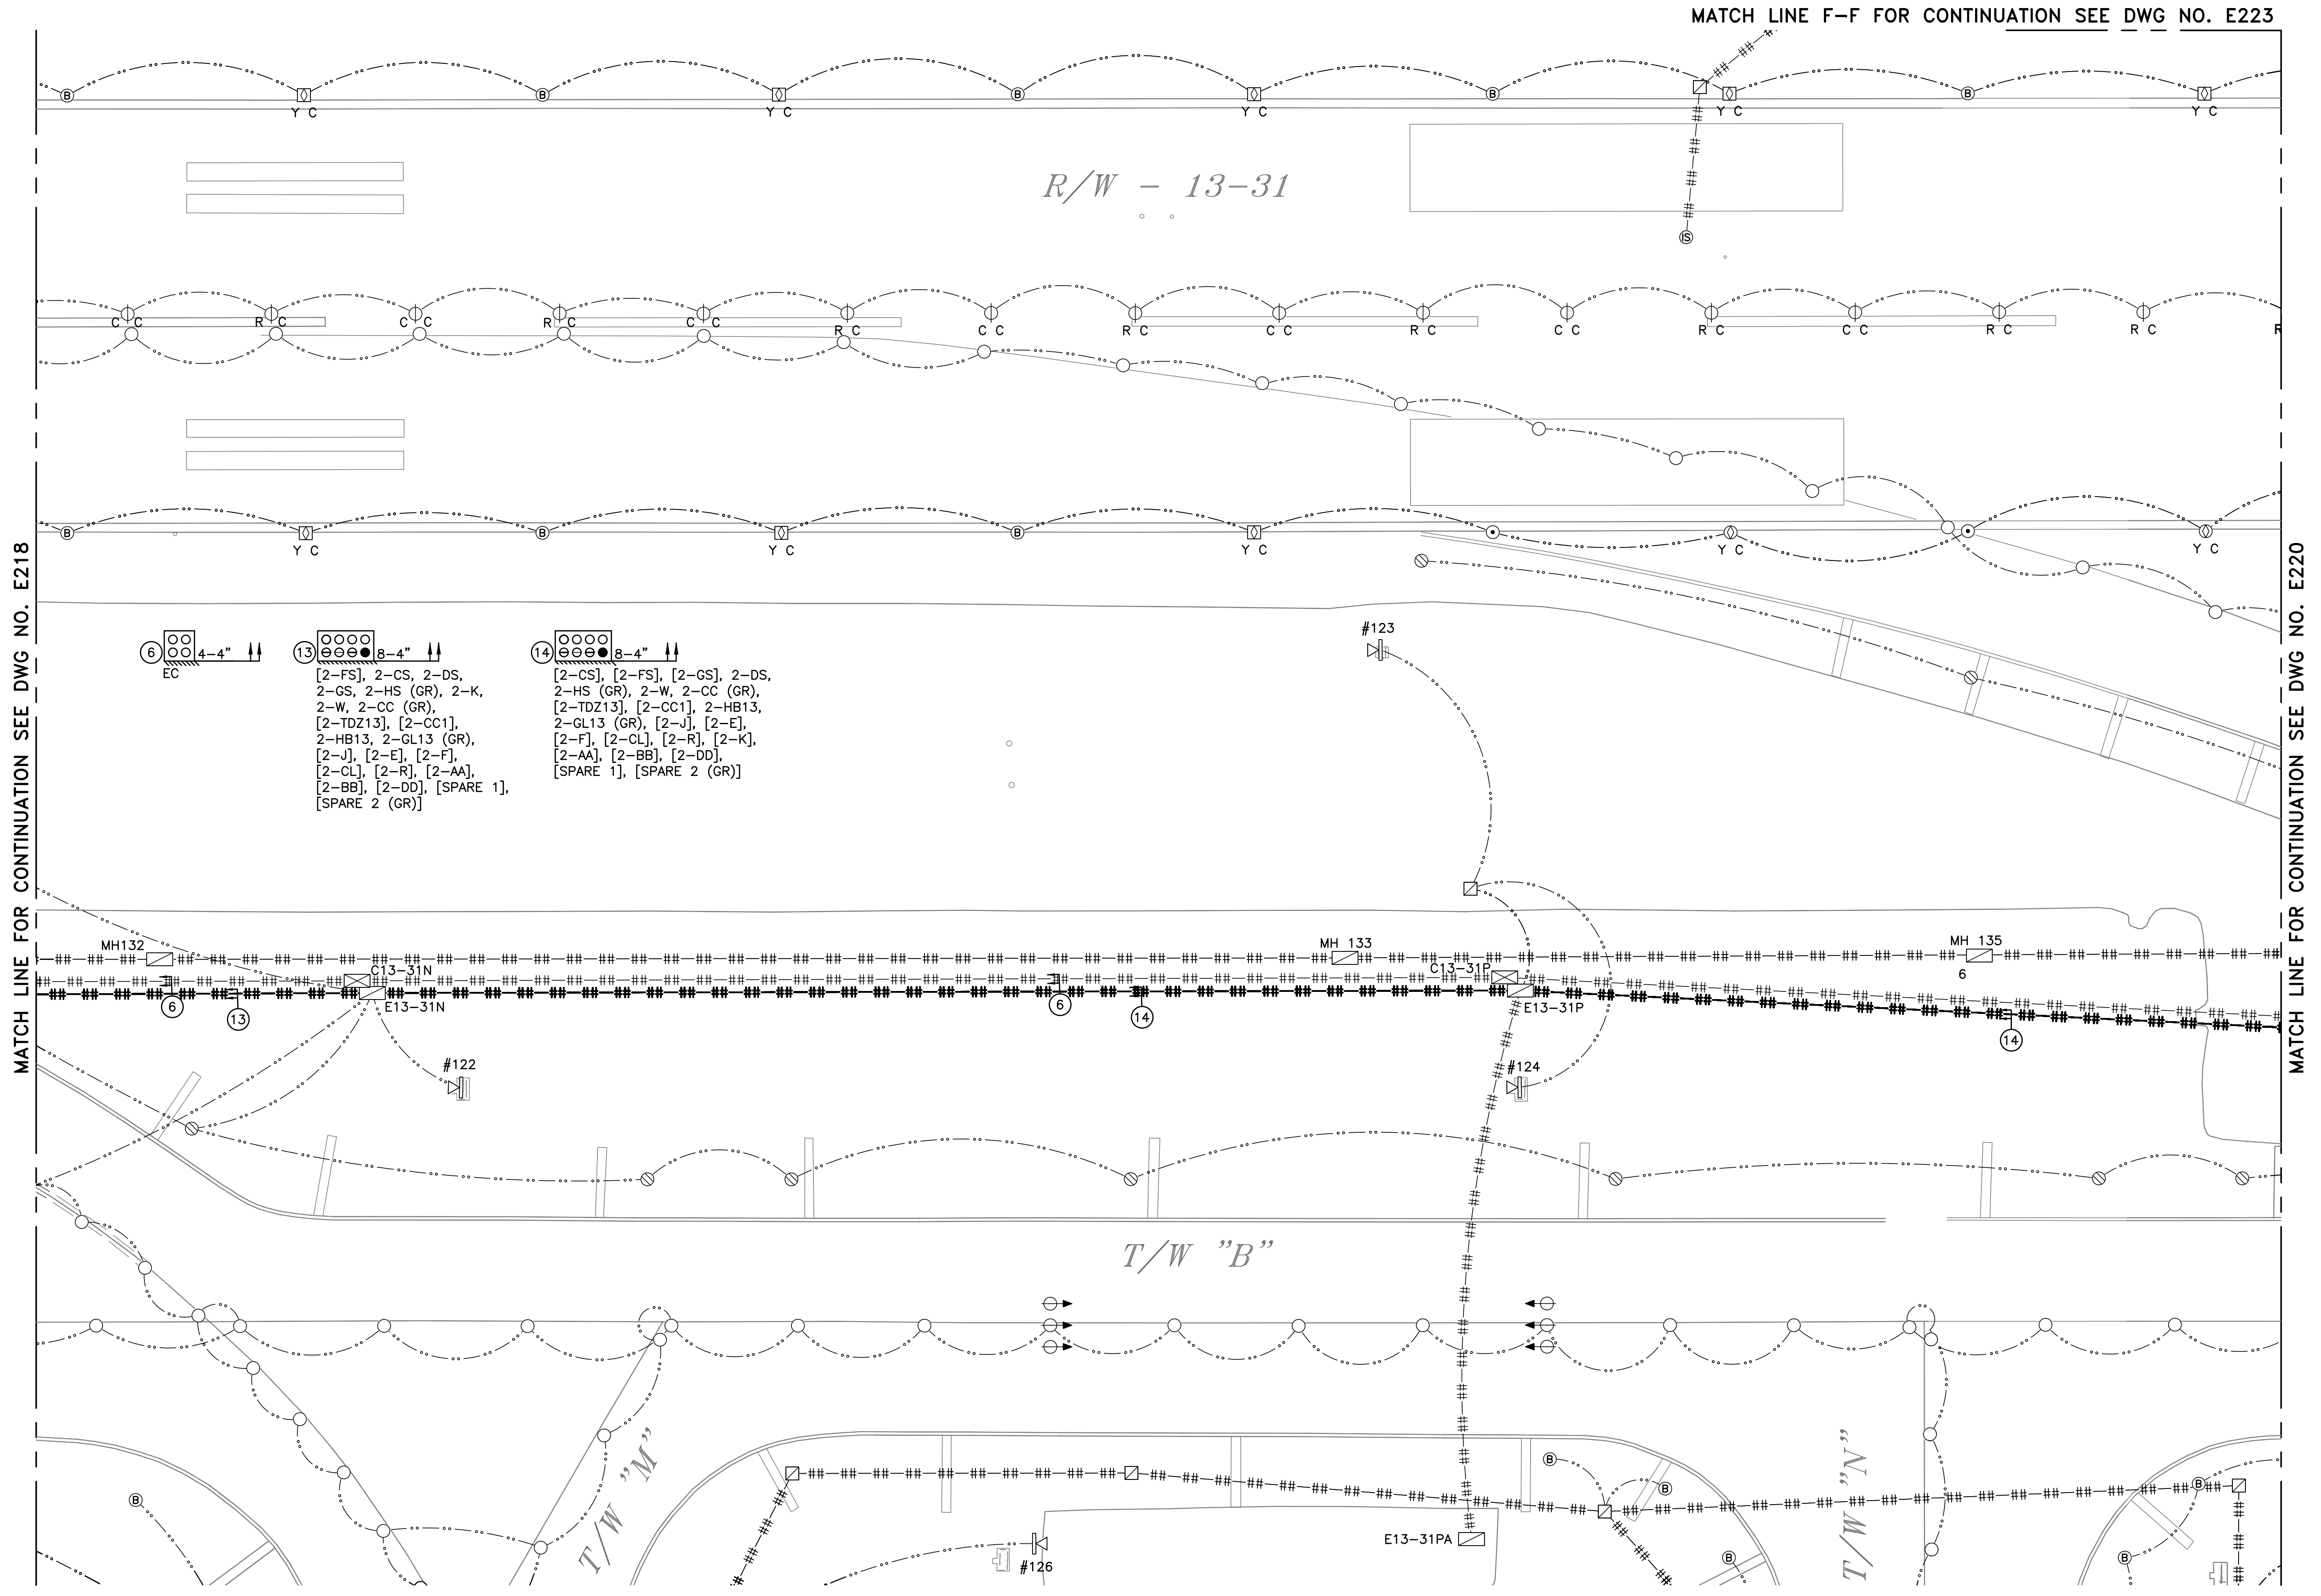 MATCH LINE F-F FOR CONTINUATION SEE DWG NO. E223
B
B
B
B
B
Y C
Y C
Y C
Y C
Y C
R/W - 13-31
IS
C C
R C
C C
R C
C C
R C
C C
R C
C C
R C
C C
R C
C C
R C
R C
R
B
B
B
Y C
Y C
Y C
Y C
Y C
MATCH LINE FOR CONTINUATION SEE DWG NO. E218
MATCH LINE FOR CONTINUATION SEE DWG NO. E220
6
4-4"
EC
13
8-4"
[2-FS], 2-CS, 2-DS,
2-GS, 2-HS (GR), 2-K,
2-W, 2-CC (GR),
[2-TDZ13], [2-CC1],
2-HB13, 2-GL13 (GR),
[2-J], [2-E], [2-F],
[2-CL], [2-R], [2-AA],
[2-BB], [2-DD], [SPARE 1],
[SPARE 2 (GR)]
14
8-4"
[2-CS], [2-FS], [2-GS], 2-DS,
2-HS (GR), 2-W, 2-CC (GR),
[2-TDZ13], [2-CC1], 2-HB13,
2-GL13 (GR), [2-J], [2-E],
[2-F], [2-CL], [2-R], [2-K],
[2-AA], [2-BB], [2-DD],
[SPARE 1], [SPARE 2 (GR)]
#123
MH132
MH 133
MH 135
6
C13-31N
C13-31P
E13-31N
E13-31P
6
13
6
14
14
#122
#124
T/W "B"
T/W "M"
T/W "N"
B
B
B
B
B
B
E13-31PA
#126